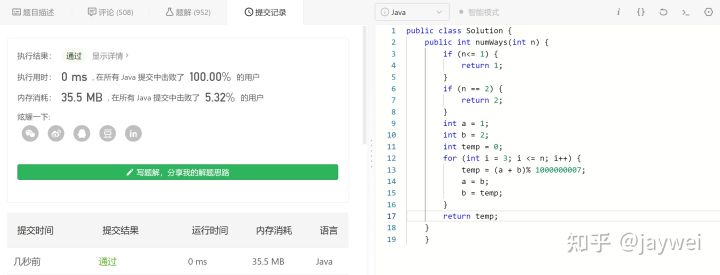 题目描述
评论 (508)
题解 (952)
提交记录
执行结果： 通过 显示详情 ›
执行用时： 0 ms , 在所有 Java 提交中击败了 100.00% 的用户
内存消耗： 35.5 MB , 在所有 Java 提交中击败了 5.32% 的用户
炫耀一下:
写题解，分享我的解题思路
提交时间 提交结果 运行时间 内存消耗 语言
几秒前 通过 0 ms 35.5 MB Java
Java 智能模式
1 public class Solution {
2 public int numWays(int n) {
3 if (n<= 1) {
4 return 1;
5 }
6 if (n == 2) {
7 return 2;
8 }
9 int a = 1;
10 int b = 2;
11 int temp = 0;
12 for (int i = 3; i <= n; i++) {
13 temp = (a + b)% 1000000007;
14 a = b;
15 b = temp;
16 }
17 return temp;
18 }
19 }
知乎 @jaywei